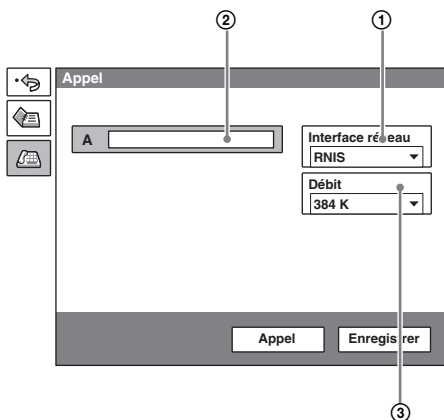 ② ①
Appel
A
Interface réseau
RNIS
Débit
384 K
Appel Enregistrer
③